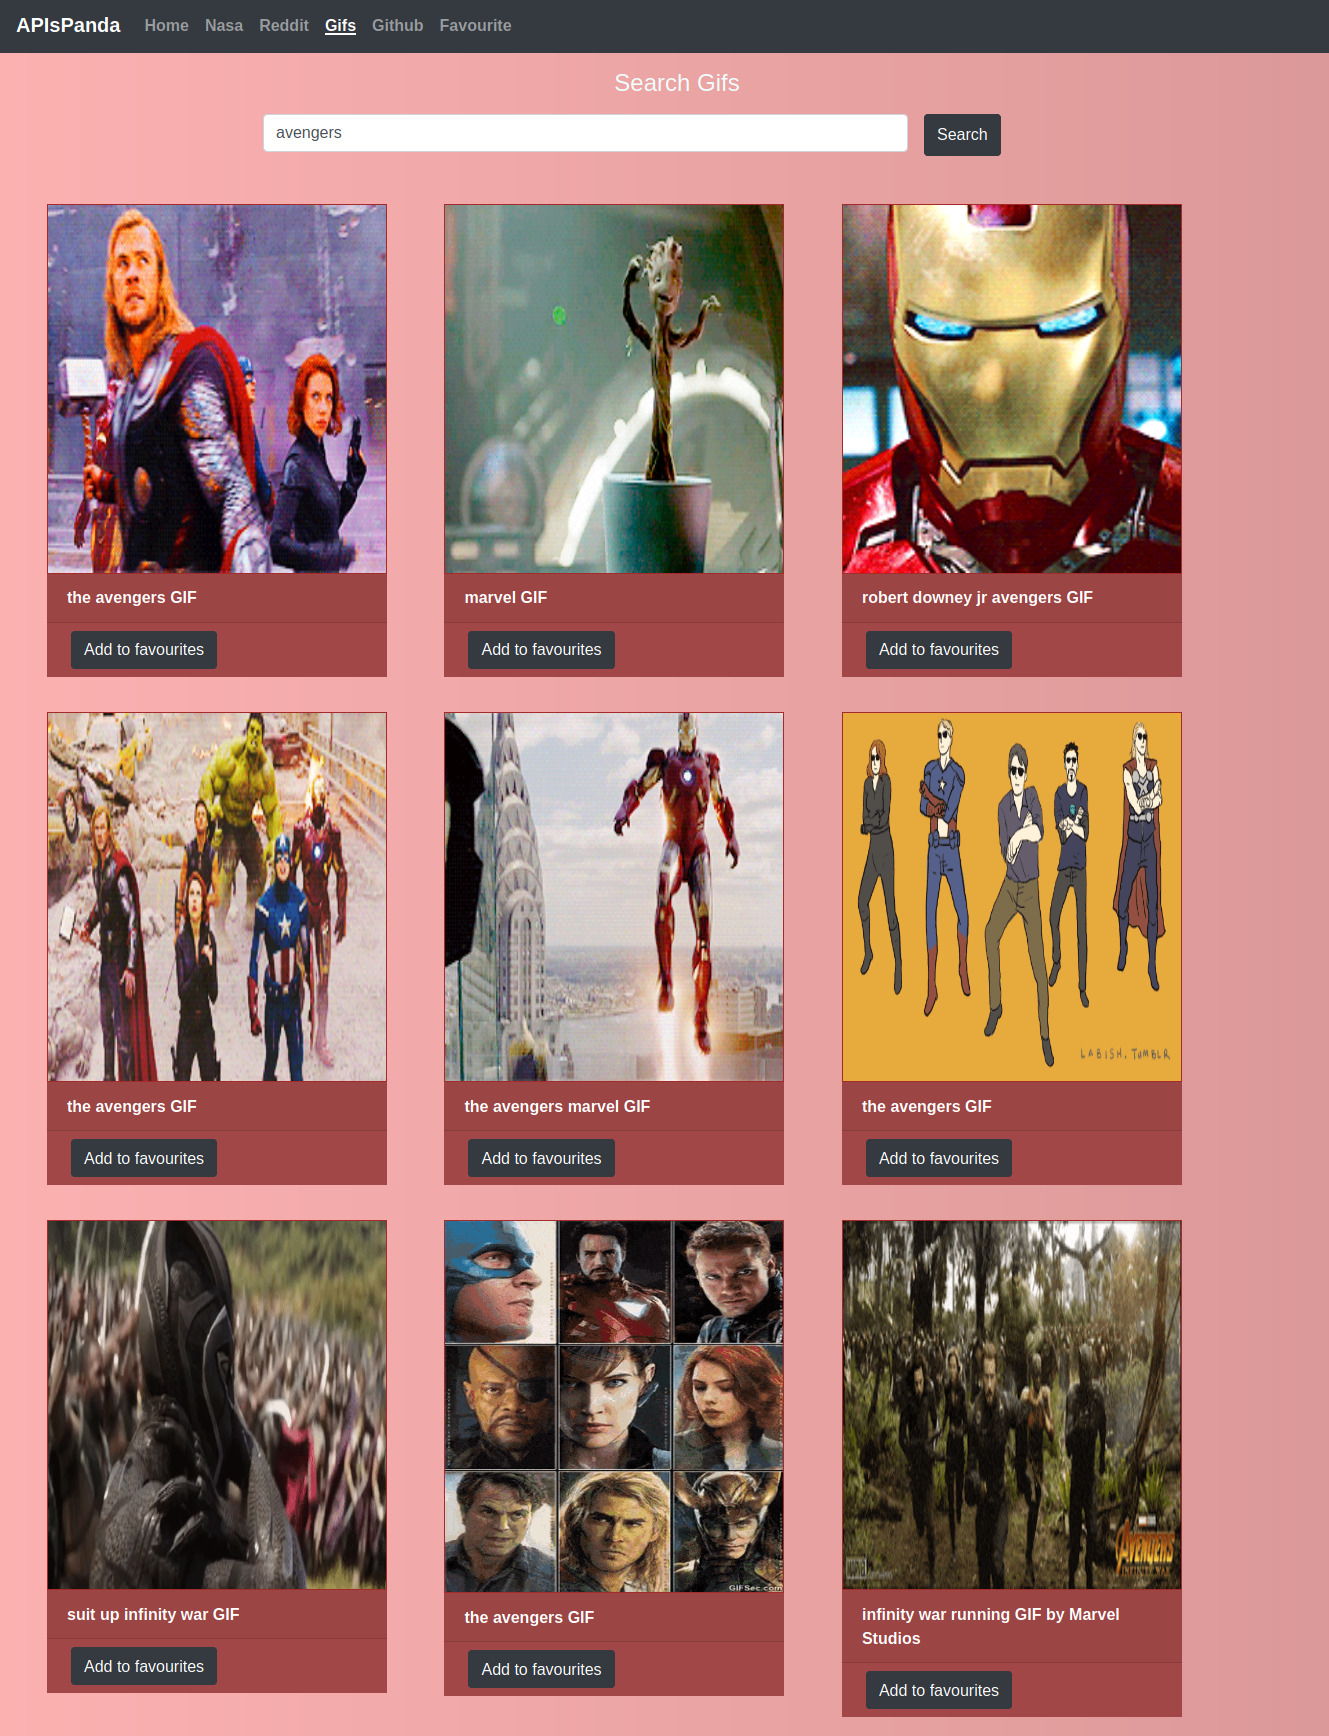 APIsPanda Home Nasa Reddit Gifs Github Favourite
Search Gifs
avengers Search
the avengers GIF
Add to favourites
marvel GIF
Add to favourites
robert downey jr avengers GIF
Add to favourites
LABISH.TUMBLR
the avengers GIF
Add to favourites
the avengers marvel GIF
Add to favourites
the avengers GIF
Add to favourites
GIFSec.com
AVENGERS
INFINITY WAR
suit up infinity war GIF
Add to favourites
the avengers GIF
Add to favourites
infinity war running GIF by Marvel
Studios
Add to favourites